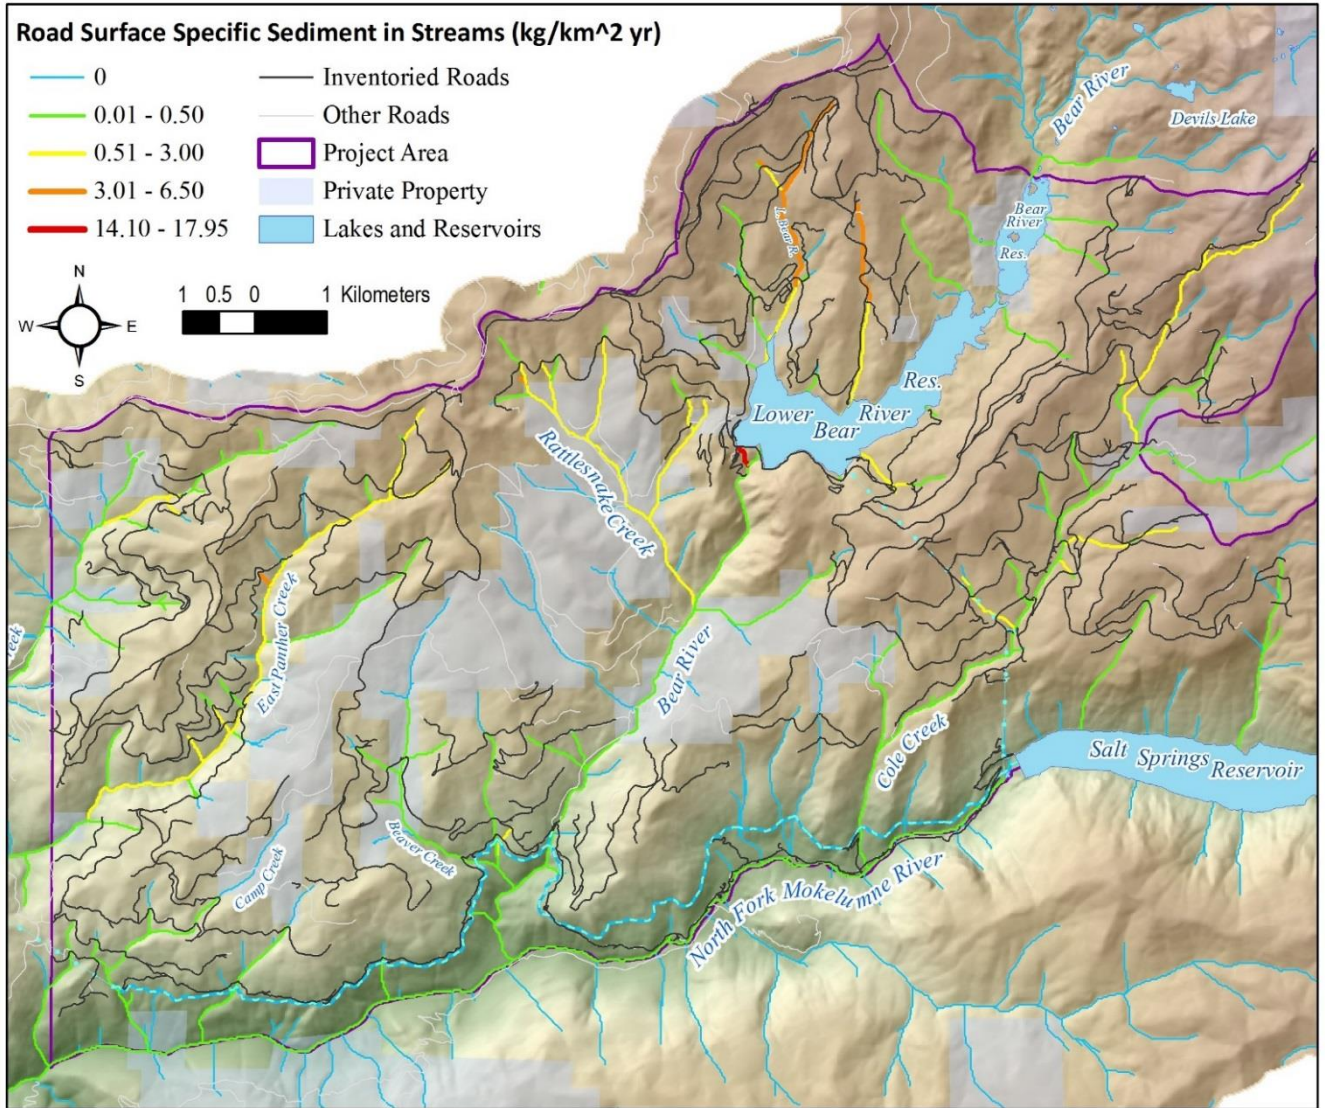 Road Surface Specific Sediment in Streams (kg/km^2 yr)
0
0.01 - 0.50
0.51 - 3.00
3.01 - 6.50
14.10 - 17.95
Inventoried Roads
Other Roads
Project Area
Private Property
Lakes and Reservoirs
N
W E
S
1 0.5 0 1 Kilometers
Bear River
Devils Lake
Bear
River
Res.
L. Bear R.
Res.
Lower River
Bear
Rattlesnake Creek
reek
East Panther Creek
Bear River
Cole Creek
Salt Springs Reservoir
Beaver Creek
Camp Creek
North Fork Mokelumne River